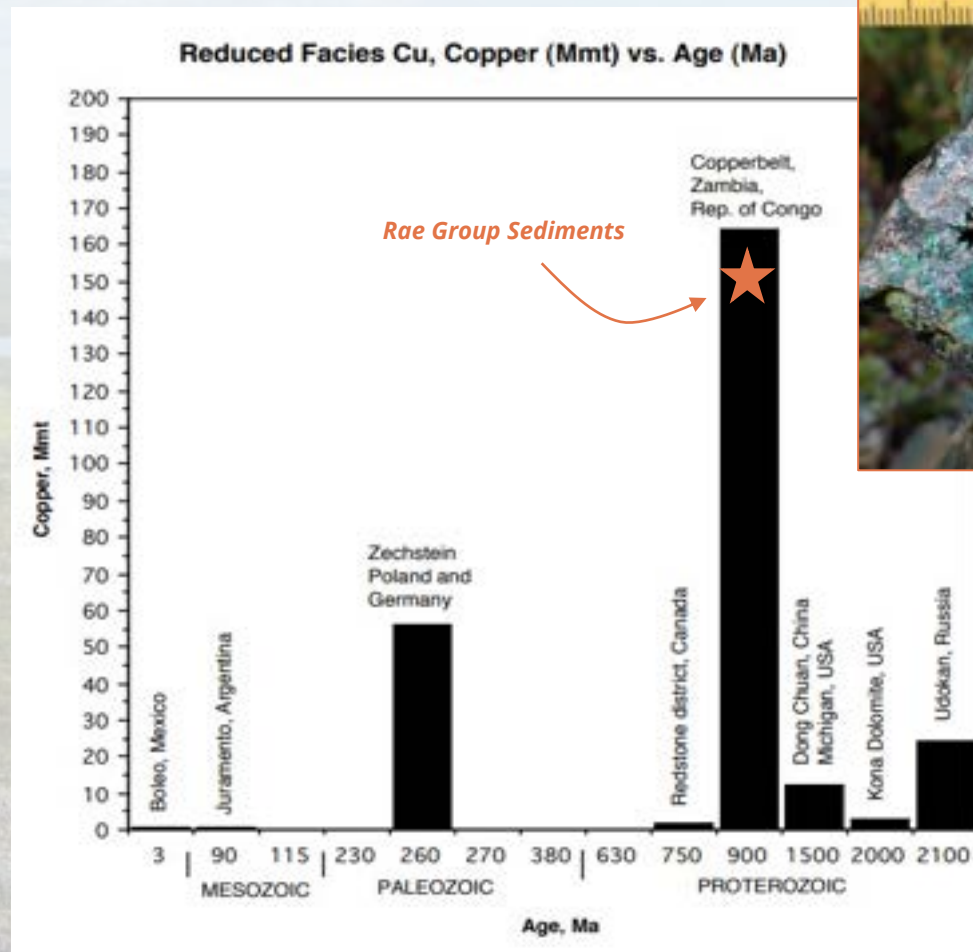 Reduced Facies Cu, Copper (Mmt) vs. Age (Ma)
200
190
180
170
160
150
140
130
120
110
100
90
80
70
60
50
40
30
20
10
0
Copper, Mmt
Rae Group Sediments
Copperbelt,
Zambia,
Rep. of Congo
Zechstein
Poland and
Germany
Boleo, Mexico
Juramento, Argentina
Redstone district, Canada
Dong Chuan, China
Michigan, USA
Kona Dolomite, USA
Udokan, Russia
3 90 115 230 260 270 380 630 750 900 1500 2000 2100
MESOZOIC PALEOZOIC PROTEROZOIC
Age, Ma